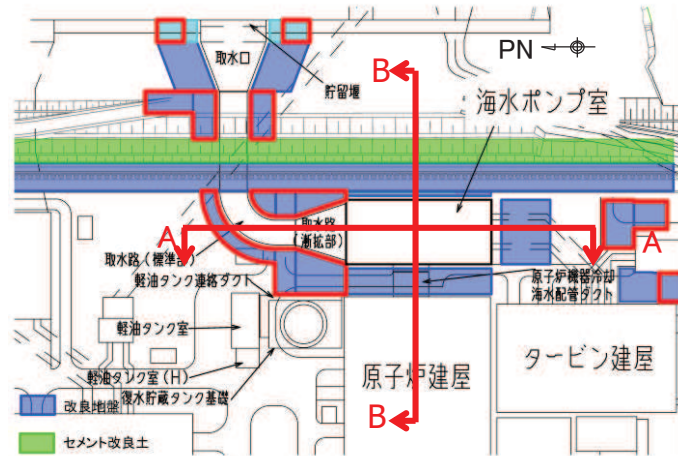 取水口
PN
B
貯留堰
海水ポンプ室
A
取水路
(漸拡部)
A
取水路(標準部)
軽油タンク連絡ダクト
原子炉機器冷却
海水配管ダクト
軽油タンク室
原子炉建屋
タービン建屋
軽油タンク室(H)
復水貯蔵タンク基礎
B
改良地盤
セメント改良土